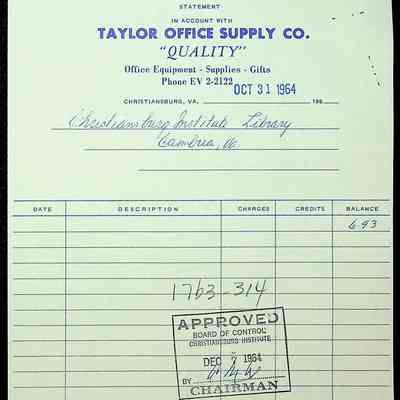 STATEMENT
IN ACCOUNT WITH
TAYLOR OFFICE SUPPLY CO.
"QUALITY"
Office Equipment - Supplies - Gifts
Phone EV 2-2122
OCT 31 1964
CHRISTIANSBURG, VA. 196
Christiansburg Institute Library
Cambria, Va.
DATE DESCRIPTION CHARGES CREDITS BALANCE
6 93
1763-314
APPROVED
BOARD OF CONTROL
CHRISTIANSBURG INSTITUTE
DEC 7 1964
BY
CHAIRMAN